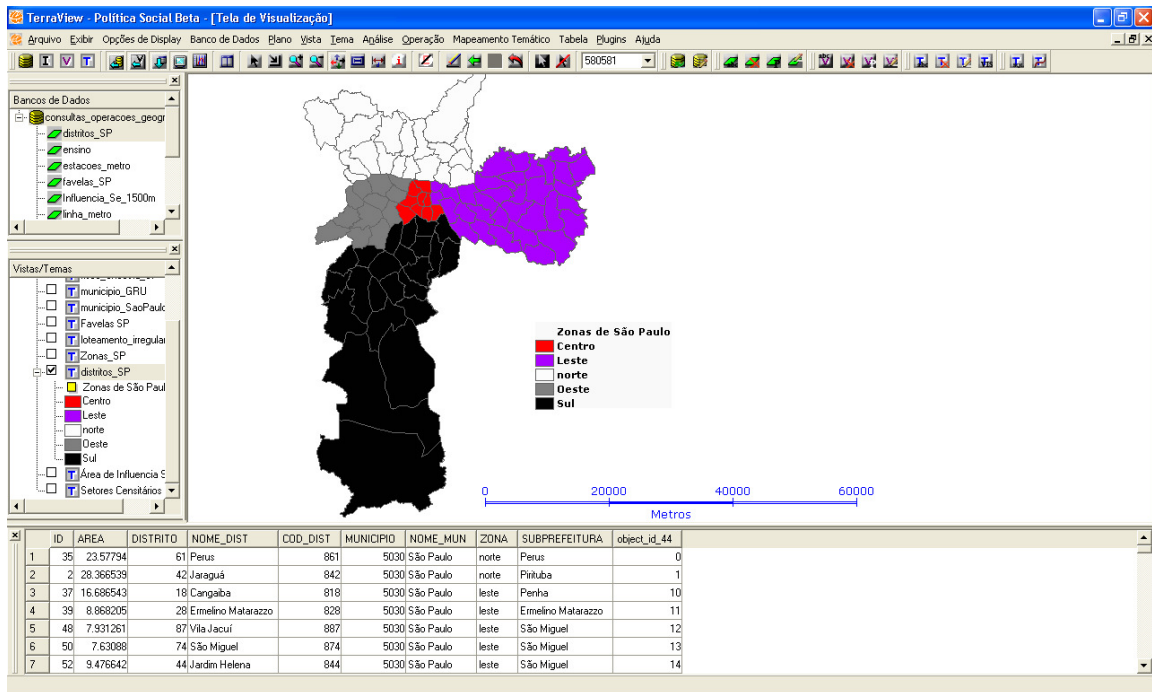 TerraView - Política Social Beta - [Tela de Visualização]
Arquivo Exibir Opções de Display Banco de Dados Plano Vista Tema Análise Operação Mapeamento Temático Tabela Plugins Ajuda
I V T 580581
Bancos de Dados
consultas_operacoes_geogr
distritos_SP
ensino
estacoes_metro
favelas_SP
Influencia_Se_1500m
linha_metro
Vistas/Temas
municipio_GRU
municipio_SaoPaulo
Favelas SP
loteamento_irregular
Zonas_SP
distritos_SP
Zonas de São Paul
Centro
Leste
norte
Oeste
Sul
Área de Influencia S
Setores Censitários
Zonas de São Paulo
Centro
Leste
norte
Oeste
Sul
0 20000 40000 60000
Metros
ID AREA DISTRITO NOME_DIST COD_DIST MUNICIPIO NOME_MUN ZONA SUBPREFEITURA object_id_44
1 35 23.57794 61 Perus 861 5030 São Paulo norte Perus 0
2 2 28.366539 42 Jaraguá 842 5030 São Paulo norte Pirituba 1
3 37 16.686543 18 Cangaiba 818 5030 São Paulo leste Penha 10
4 39 8.868205 28 Ermelino Matarazzo 828 5030 São Paulo leste Ermelino Matarazzo 11
5 48 7.931261 87 Vila Jacuí 887 5030 São Paulo leste São Miguel 12
6 50 7.63088 74 São Miguel 874 5030 São Paulo leste São Miguel 13
7 52 9.476642 44 Jardim Helena 844 5030 São Paulo leste São Miguel 14